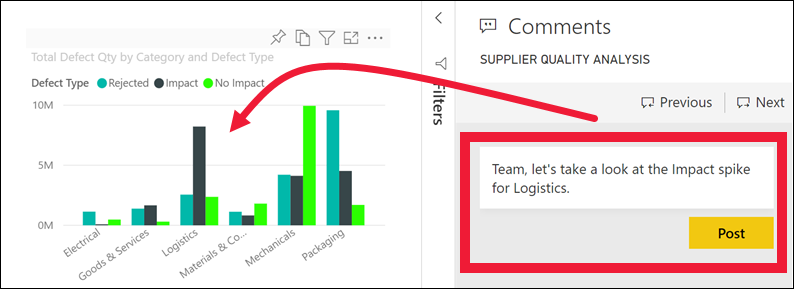 Total Defect Qty by Category and Defect Type
Defect Type Rejected Impact No Impact
10M
5M
0M
Electrical
Goods & Services
Logistics
Materials & Co...
Mechanicals
Packaging
Filters
Comments
SUPPLIER QUALITY ANALYSIS
Previous Next
Team, let's take a look at the Impact spike
for Logistics.
Post